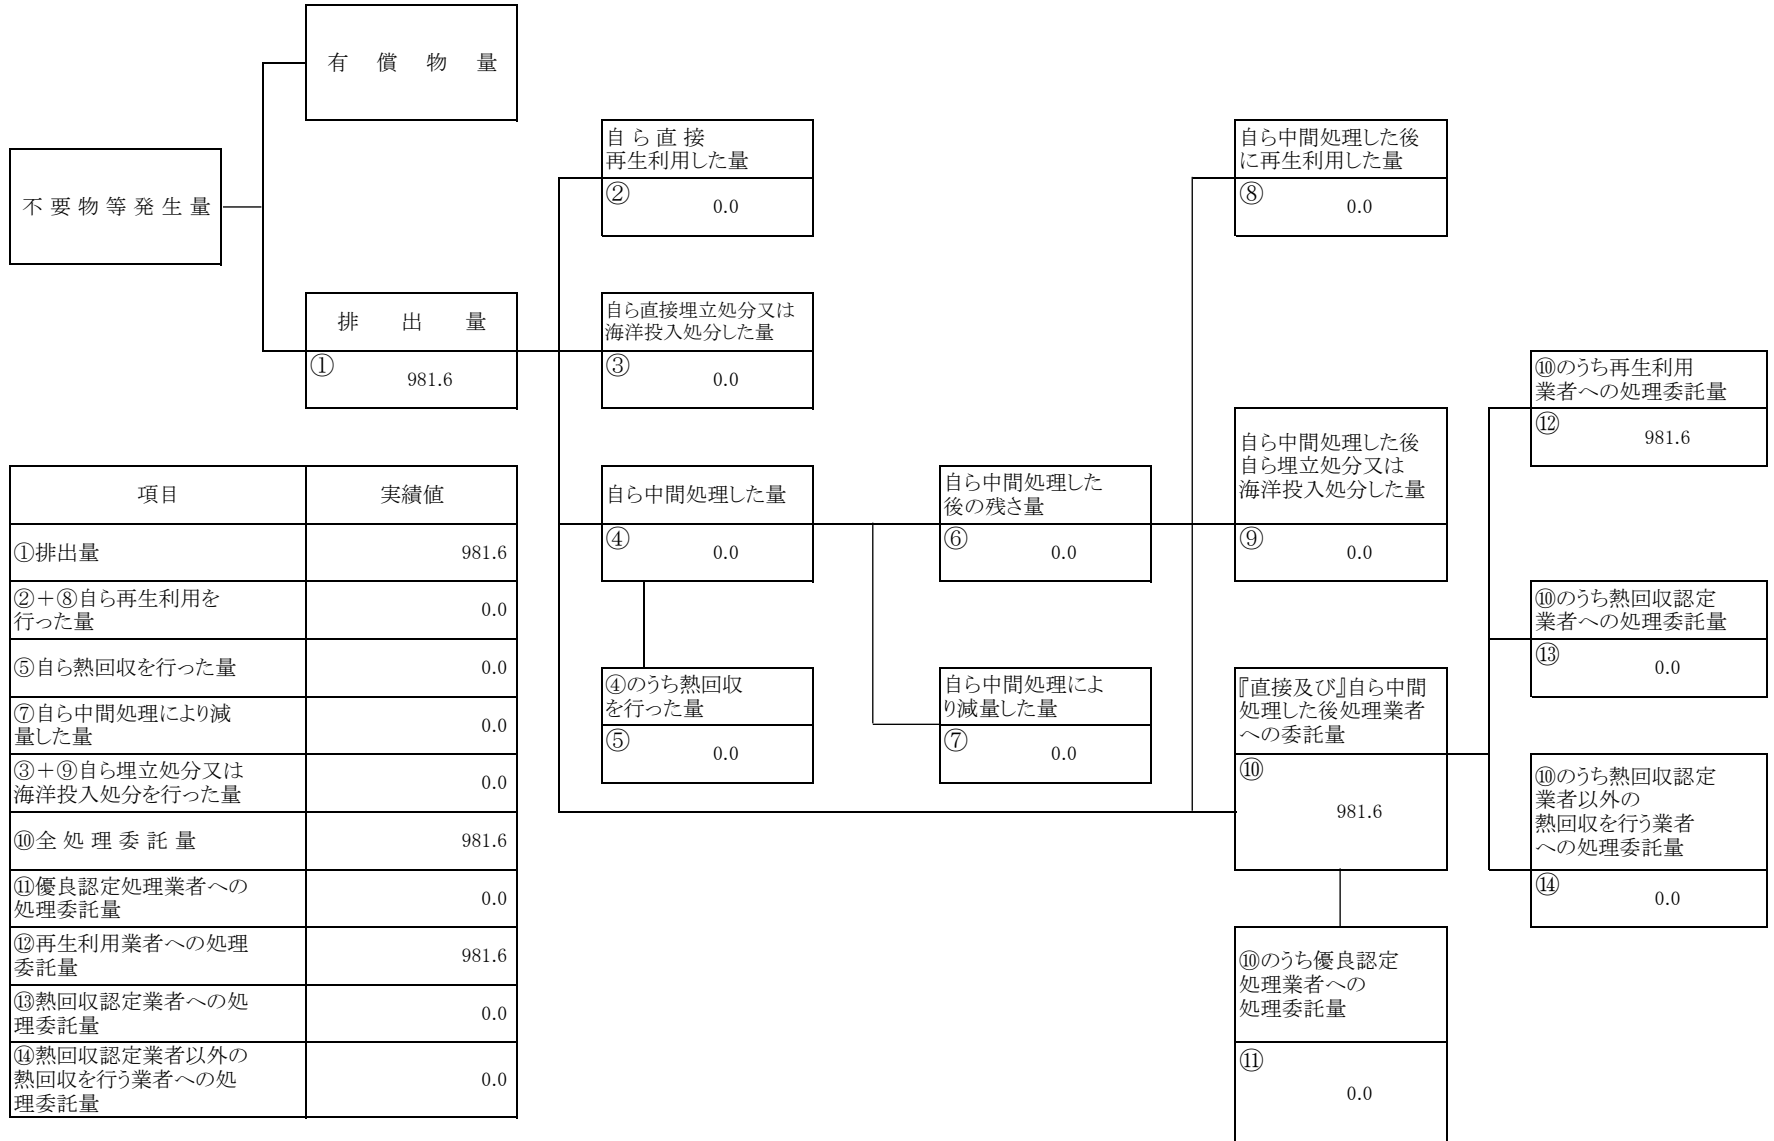 有償物量
不要物等発生量
排出量
①
981.6
自ら直接
再生利用した量
②
0.0
自ら直接埋立処分又は
海洋投入処分した量
③
0.0
自ら中間処理した量
④
0.0
④のうち熱回収
を行った量
⑤
0.0
自ら中間処理した
後の残さ量
⑥
0.0
自ら中間処理によ
り減量した量
⑦
0.0
自ら中間処理した後
に再生利用した量
⑧
0.0
自ら中間処理した後
自ら埋立処分又は
海洋投入処分した量
⑨
0.0
『直接及び』自ら中間
処理した後処理業者
への委託量
⑩
981.6
⑩のうち優良認定
処理業者への
処理委託量
⑪
0.0
⑩のうち再生利用
業者への処理委託量
⑫
981.6
⑩のうち熱回収認定
業者への処理委託量
⑬
0.0
⑩のうち熱回収認定
業者以外の
熱回収を行う業者
への処理委託量
⑭
0.0
項目 実績値
①排出量 981.6
②+⑧自ら再生利用を
行った量 0.0
⑤自ら熱回収を行った量 0.0
⑦自ら中間処理により減
量した量 0.0
③+⑨自ら埋立処分又は
海洋投入処分を行った量 0.0
⑩全処理委託量 981.6
⑪優良認定処理業者への
処理委託量 0.0
⑫再生利用業者への処理
委託量 981.6
⑬熱回収認定業者への処
理委託量 0.0
⑭熱回収認定業者以外の
熱回収を行う業者への処
理委託量 0.0